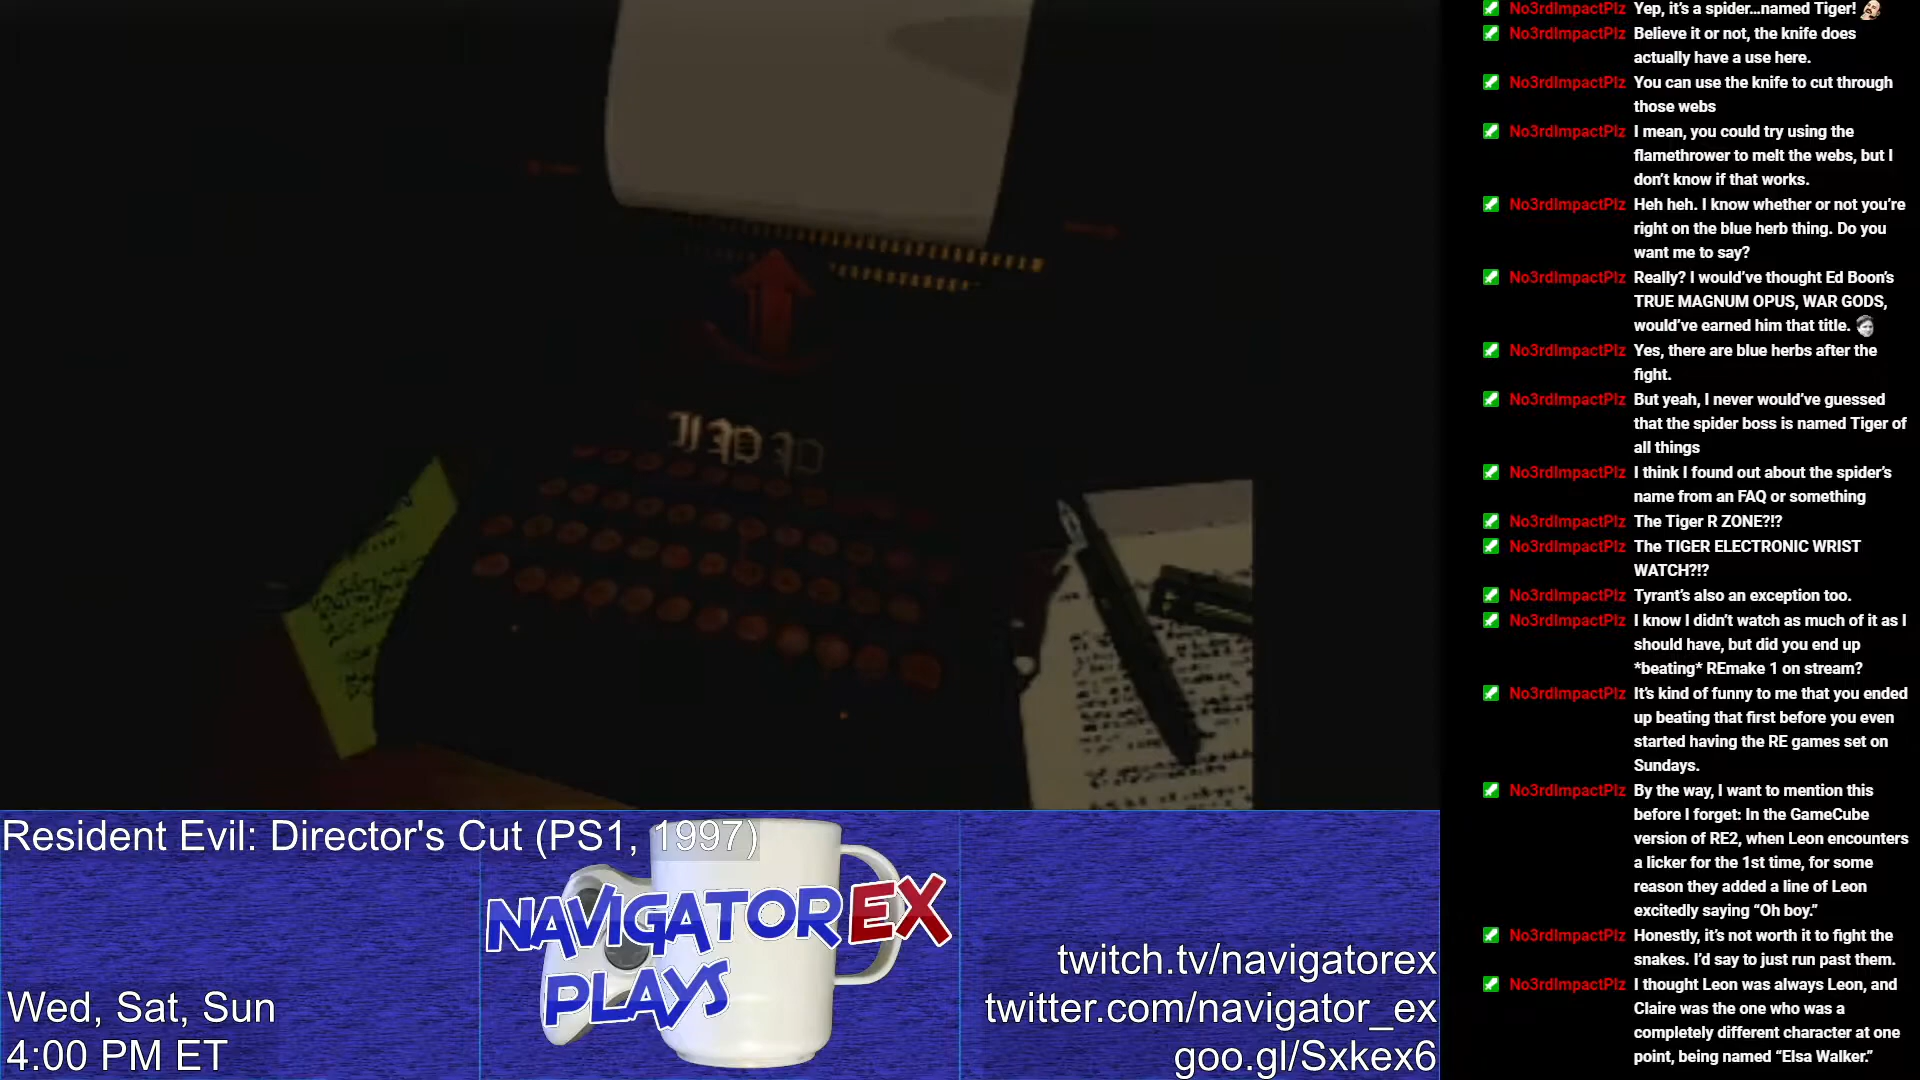 No3rdImpactPlz Yep, it's a spider...named Tiger!
No3rdImpactPlz Believe it or not, the knife does
actually have a use here.
No3rdImpactPlz You can use the knife to cut through
those webs
No3rdImpactPlz I mean, you could try using the
flamethrower to melt the webs, but I
don't know if that works.
No3rdImpactPlz Heh heh. I know whether or not you're
right on the blue herb thing. Do you
want me to say?
No3rdImpactPlz Really? I would've thought Ed Boon's
TRUE MAGNUM OPUS, WAR GODS,
would've earned him that title.
No3rdImpactPlz Yes, there are blue herbs after the
fight.
No3rdImpactPlz But yeah, I never would've guessed
that the spider boss is named Tiger of
all things
No3rdImpactPlz I think I found out about the spider's
name from an FAQ or something
No3rdImpactPlz The Tiger R ZONE?!?
No3rdImpactPlz The TIGER ELECTRONIC WRIST
WATCH?!?
No3rdImpactPlz Tyrant's also an exception too.
No3rdImpactPlz I know I didn't watch as much of it as I
should have, but did you end up
*beating* REmake 1 on stream?
No3rdImpactPlz It's kind of funny to me that you ended
up beating that first before you even
started having the RE games set on
Sundays.
No3rdImpactPlz By the way, I want to mention this
before I forget: In the GameCube
version of RE2, when Leon encounters
a licker for the 1st time, for some
reason they added a line of Leon
excitedly saying “Oh boy.”
No3rdImpactPlz Honestly, it's not worth it to fight the
snakes. I'd say to just run past them.
No3rdImpactPlz I thought Leon was always Leon, and
Claire was the one who was a
completely different character at one
point, being named “Elsa Walker.”
Resident Evil: Director's Cut (PS1, 1997)
NAVIGATOR EX
PLAYS
Wed, Sat, Sun
4:00 PM ET
twitch.tv/navigatorex
twitter.com/navigator_ex
goo.gl/Sxkex6